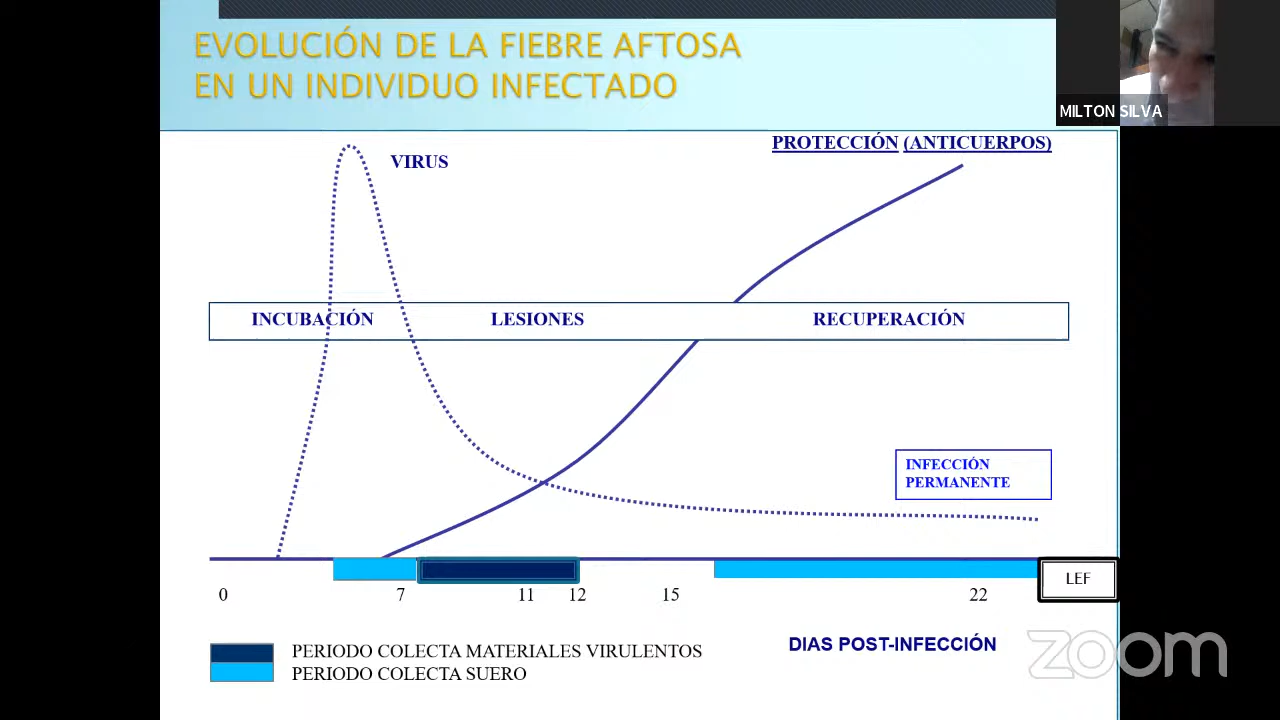 EVOLUCIÓN DE LA FIEBRE AFTOSA
EN UN INDIVIDUO INFECTADO
MILTON SILVA
PROTECCIÓN (ANTICUERPOS)
VIRUS
INCUBACIÓN LESIONES RECUPERACIÓN
INFECCIÓN
PERMANENTE
LEF
0 7 11 12 15 22
DIAS POST-INFECCIÓN
PERIODO COLECTA MATERIALES VIRULENTOS
PERIODO COLECTA SUERO
zoom